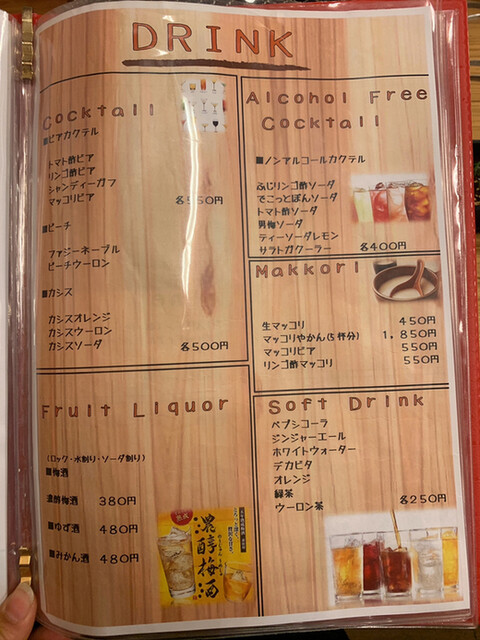 DRINK
Cocktail
■ビアカクテル
トマト酢ビア
リンゴ酢ビア
シャンディーガフ
マッコリビア 各550円
■ピーチ
ファジーネーブル
ピーチウーロン
■カシス
カシスオレンジ
カシスウーロン
カシスソーダ 各500円
Fruit Liquor
(ロック・水割り・ソーダ割り)
■梅酒
濃醇梅酒 380円
■ゆず酒 480円
■みかん酒 480円
濃醇梅酒
Alcohol Free
Cocktail
■ノンアルコールカクテル
ふじリンゴ酢ソーダ
でこっとぽんソーダ
トマト酢ソーダ
男梅ソーダ
ティーソーダレモン
サラトガクーラー 各400円
Makkori
生マッコリ 450円
マッコリやかん(5杯分) 1,850円
マッコリビア 550円
リンゴ酢マッコリ 550円
Soft Drink
ペプシコーラ
ジンジャーエール
ホワイトウォーター
デカビタ
オレンジ
緑茶
ウーロン茶 各250円